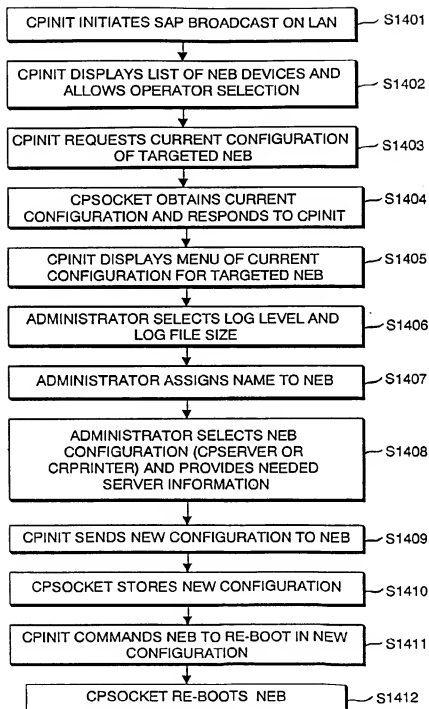 CPINIT INITIATES SAP BROADCAST ON LAN
S1401
CPINIT DISPLAYS LIST OF NEB DEVICES AND
ALLOWS OPERATOR SELECTION
S1402
CPINIT REQUESTS CURRENT CONFIGURATION
OF TARGETED NEB
S1403
CPSOCKET OBTAINS CURRENT
CONFIGURATION AND RESPONDS TO CPINIT
S1404
CPINIT DISPLAYS MENU OF CURRENT
CONFIGURATION FOR TARGETED NEB
S1405
ADMINISTRATOR SELECTS LOG LEVEL AND
LOG FILE SIZE
S1406
ADMINISTRATOR ASSIGNS NAME TO NEB
S1407
ADMINISTRATOR SELECTS NEB
CONFIGURATION (CPSERVER OR
CRPRINTER) AND PROVIDES NEEDED
SERVER INFORMATION
S1408
CPINIT SENDS NEW CONFIGURATION TO NEB
S1409
CPSOCKET STORES NEW CONFIGURATION
S1410
CPINIT COMMANDS NEB TO RE-BOOT IN NEW
CONFIGURATION
S1411
CPSOCKET RE-BOOTS NEB
S1412